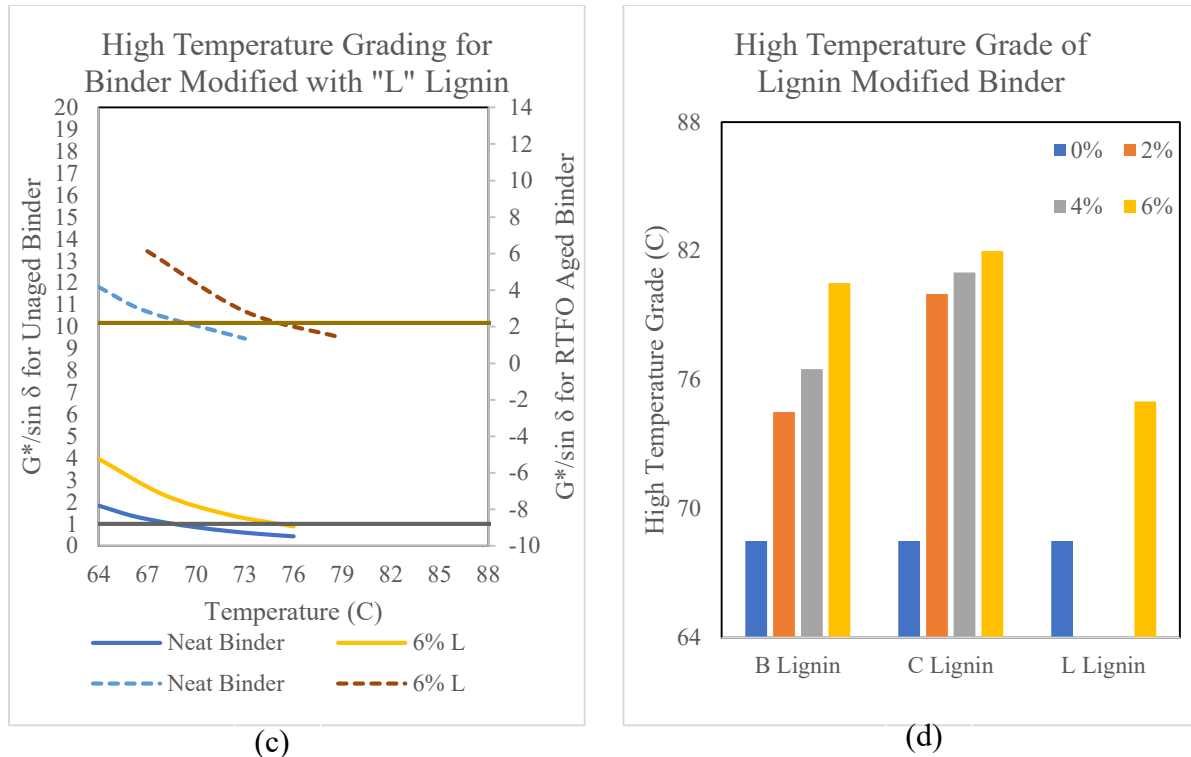 High Temperature Grading for
Binder Modified with "L" Lignin
G*/sin δ for Unaged Binder
20
19
18
17
16
15
14
13
12
11
10
9
8
7
6
5
4
3
2
1
0
14
12
10
8
6
4
2
0
-2
-4
-6
-8
-10
G*/sin δ for RTFO Aged Binder
64 67 70 73 76 79 82 85 88
Temperature (C)
Neat Binder 6% L
Neat Binder 6% L
(c)
High Temperature Grade of
Lignin Modified Binder
High Temperature Grade (C)
88
82
76
70
64
0% 2%
4% 6%
B Lignin C Lignin L Lignin
(d)